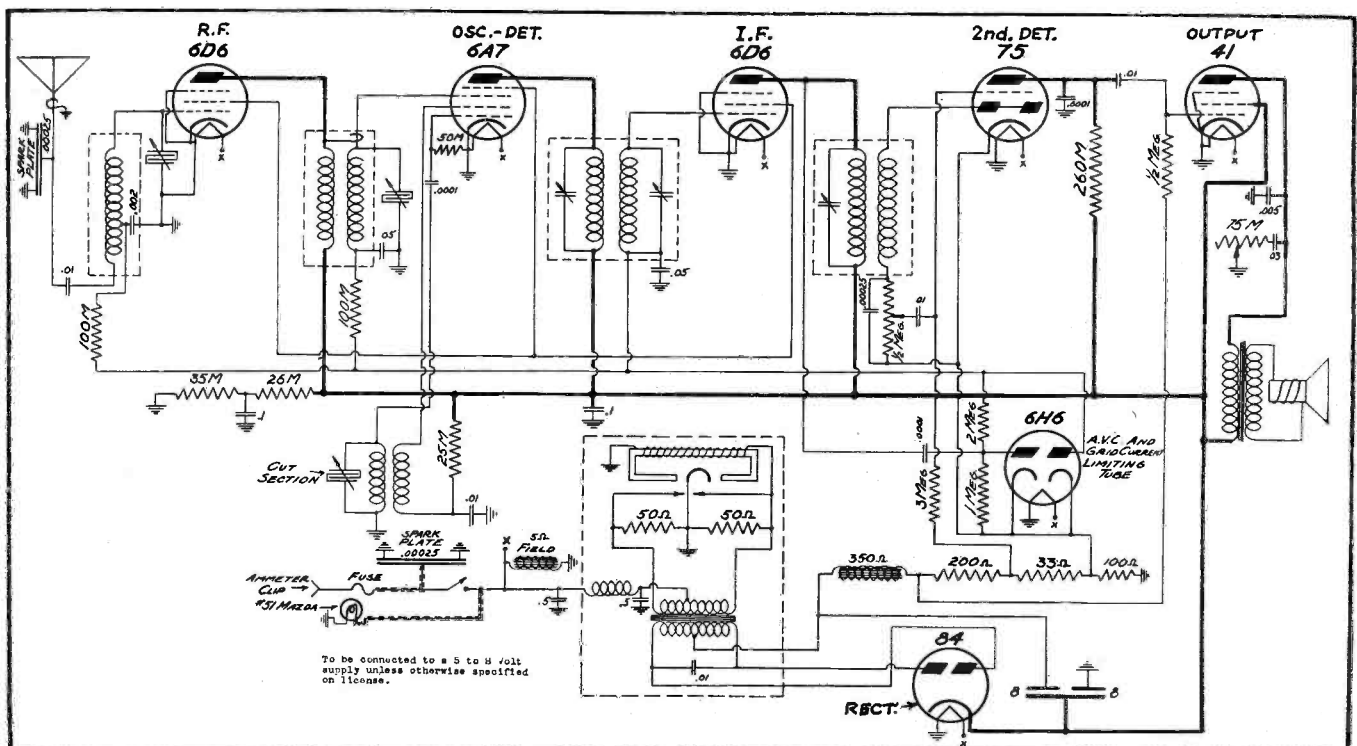 R.F.
6D6
OSC.-DET.
6A7
I.F.
6D6
2nd. DET.
75
OUTPUT
41
SPARK
PLATE
.00025
.002
.01
100M
50M
.0001
.05
100M
.05
.00025
.01
½ MEG.
.0001
260M
.01
½ MEG.
.005
75M
.03
35M
26M
.1
.1
25M
.01
CUT
SECTION
2 MEG
.0001
3 MEG
1 MEG
6H6
A.V.C. AND
GRID CURRENT
LIMITING
TUBE
50Ω
50Ω
SPARK
PLATE
.00025
5Ω
FIELD
AMMETER
CLIP
FUSE
#51 MAZDA
.5
.5
.01
350Ω
200Ω
33Ω
100Ω
84
RECT.
8
8
X
X
X
X
X
X
X
X
To be connected to a 5 to 8 Volt
supply unless otherwise specified
on license.